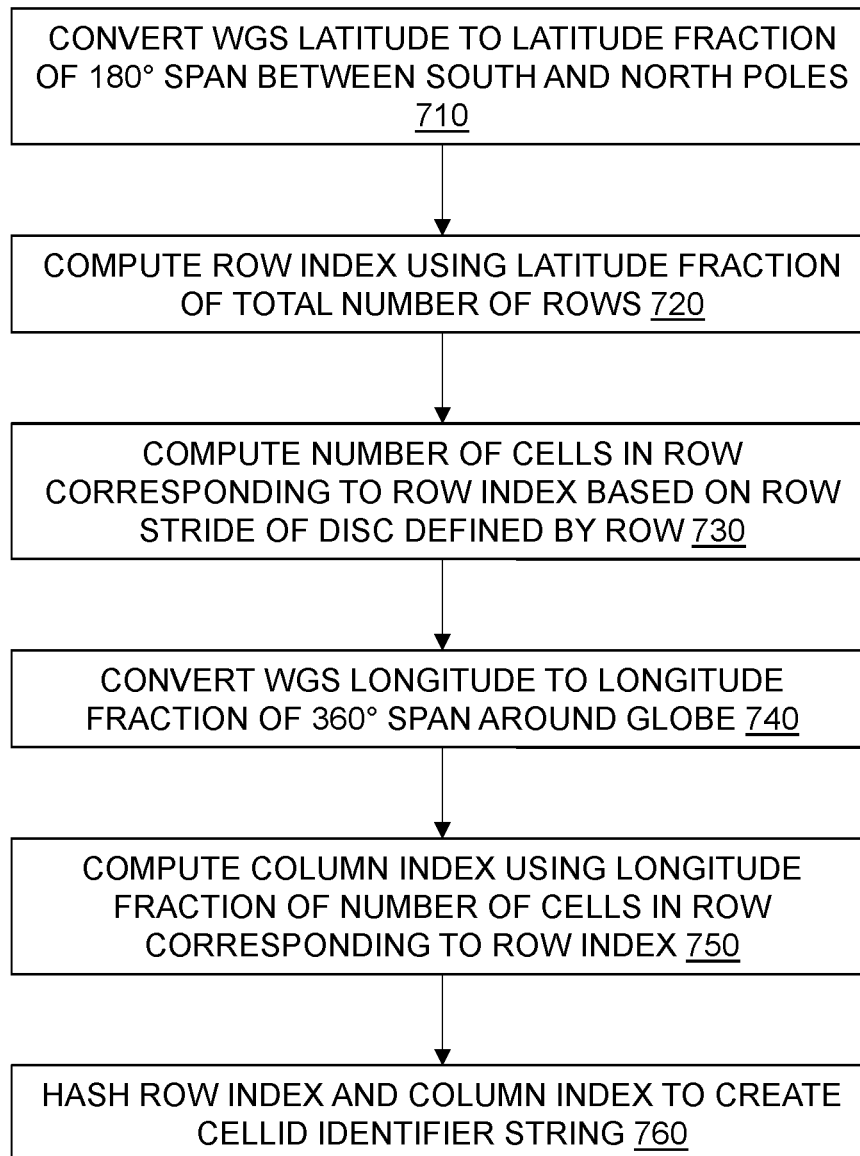 CONVERT WGS LATITUDE TO LATITUDE FRACTION
OF 180° SPAN BETWEEN SOUTH AND NORTH POLES
710
COMPUTE ROW INDEX USING LATITUDE FRACTION
OF TOTAL NUMBER OF ROWS 720
COMPUTE NUMBER OF CELLS IN ROW
CORRESPONDING TO ROW INDEX BASED ON ROW
STRIDE OF DISC DEFINED BY ROW 730
CONVERT WGS LONGITUDE TO LONGITUDE
FRACTION OF 360° SPAN AROUND GLOBE 740
COMPUTE COLUMN INDEX USING LONGITUDE
FRACTION OF NUMBER OF CELLS IN ROW
CORRESPONDING TO ROW INDEX 750
HASH ROW INDEX AND COLUMN INDEX TO CREATE
CELLID IDENTIFIER STRING 760